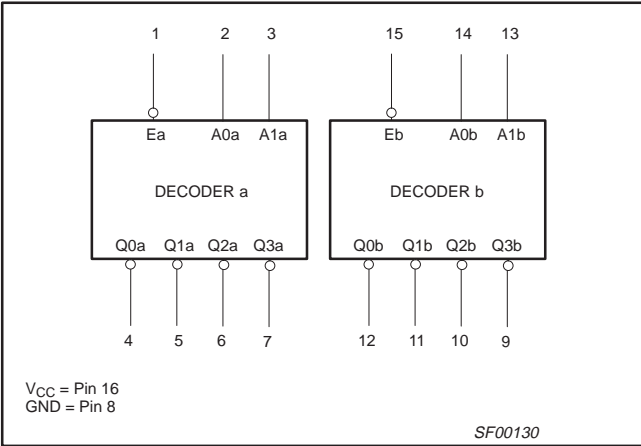 1 2 3 15 14 13
Ea A0a A1a Eb A0b A1b
DECODER a DECODER b
Q0a Q1a Q2a Q3a Q0b Q1b Q2b Q3b
4 5 6 7 12 11 10 9
VCC = Pin 16
GND = Pin 8
SF00130